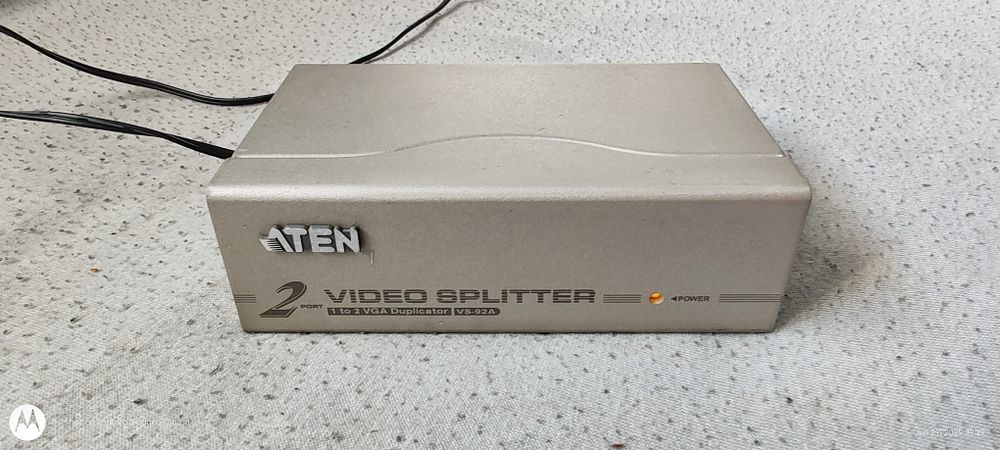 ATEN
2 PORT VIDEO SPLITTER
1 to 2 VGA Duplicator VS-92A
◄POWER